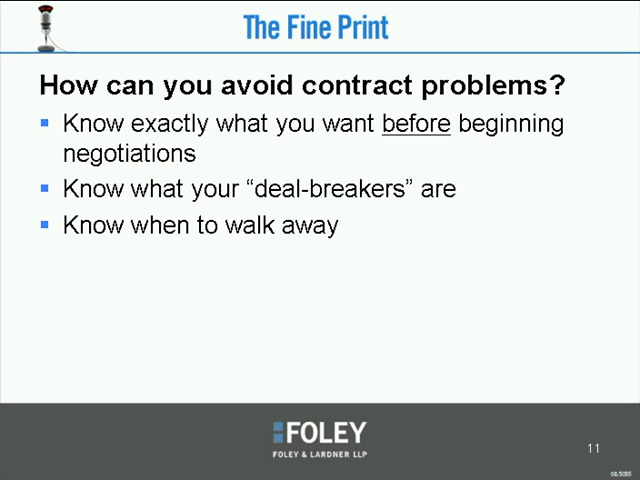 The Fine Print
How can you avoid contract problems?
Know exactly what you want before beginning
negotiations
Know what your “deal-breakers” are
Know when to walk away
FOLEY
FOLEY & LARDNER LLP
11